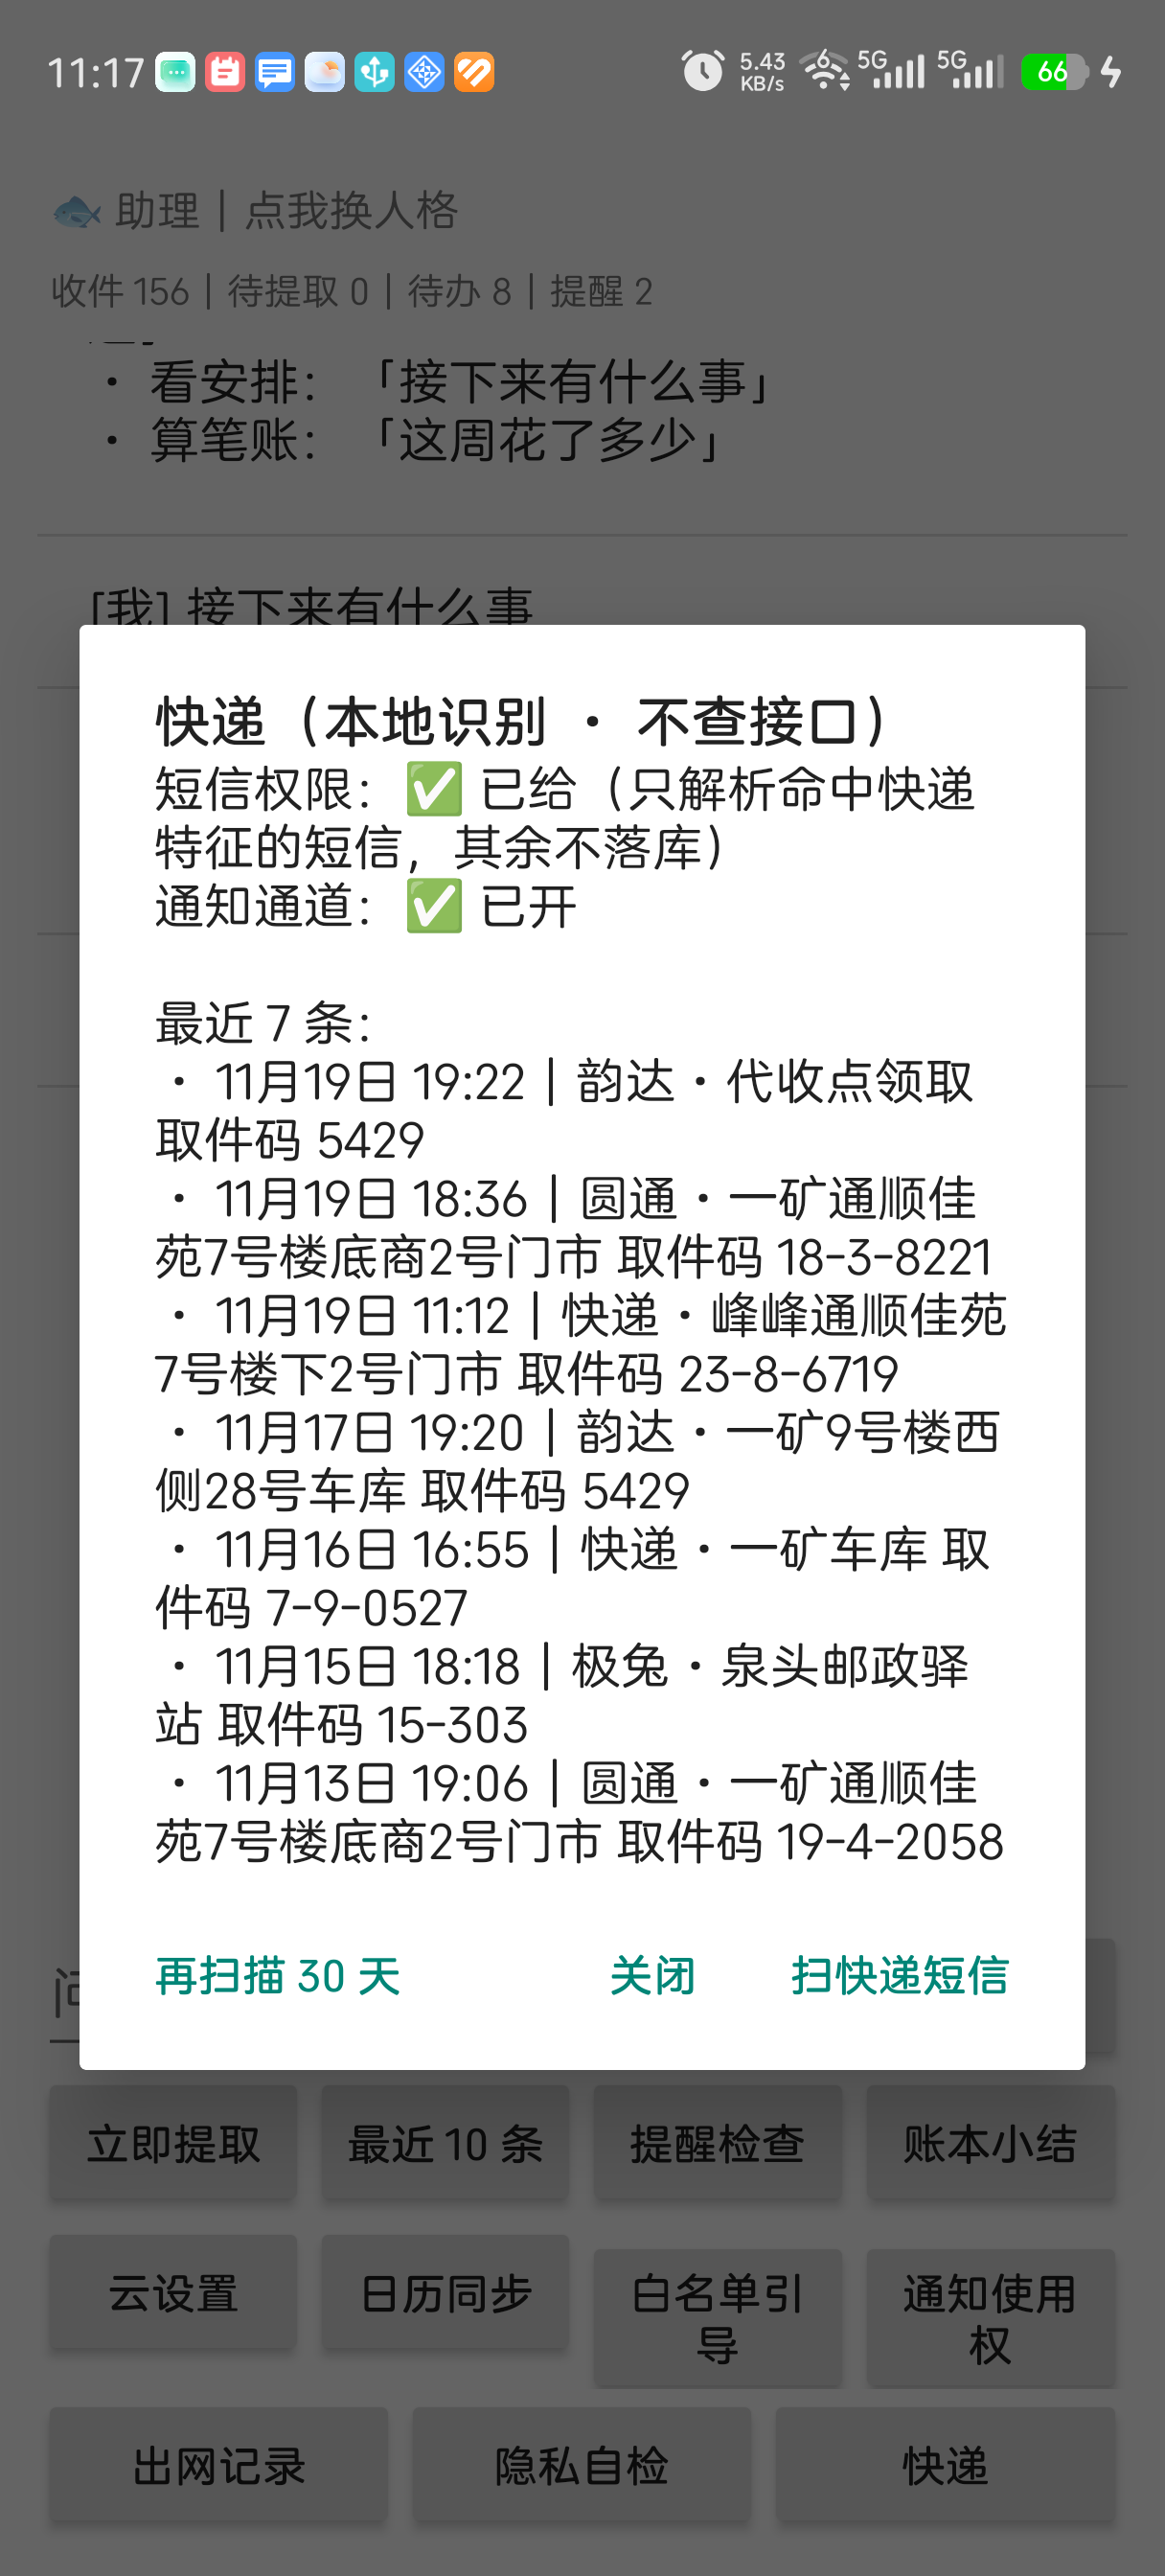 11:17
5.43 KB/s
6
5G
5G
66
助理｜点我换人格
收件 156｜待提取 0｜待办 8｜提醒 2
· 看安排：「接下来有什么事」
· 算笔账：「这周花了多少」
[我] 接下来有什么事
快递（本地识别 · 不查接口）
短信权限：✅ 已给（只解析命中快递
特征的短信，其余不落库）
通知通道：✅ 已开
最近 7 条：
· 11月19日 19:22｜韵达·代收点领取
取件码 5429
· 11月19日 18:36｜圆通·一矿通顺佳
苑7号楼底商2号门市 取件码 18-3-8221
· 11月19日 11:12｜快递·峰峰通顺佳苑
7号楼下2号门市 取件码 23-8-6719
· 11月17日 19:20｜韵达·一矿9号楼西
侧28号车库 取件码 5429
· 11月16日 16:55｜快递·一矿车库 取
件码 7-9-0527
· 11月15日 18:18｜极兔·泉头邮政驿
站 取件码 15-303
· 11月13日 19:06｜圆通·一矿通顺佳
苑7号楼底商2号门市 取件码 19-4-2058
再扫描 30 天 关闭 扫快递短信
立即提取 最近 10 条 提醒检查 账本小结
云设置 日历同步 白名单引导 通知使用权
出网记录 隐私自检 快递